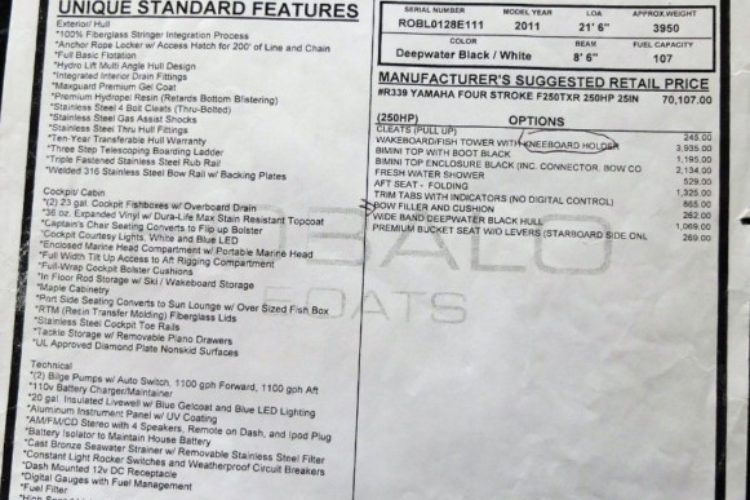 UNIQUE STANDARD FEATURES
Exterior/ Hull
*100% Fiberglass Stringer Integration Process
*Anchor Rope Locker w/ Access Hatch for 200' of Line and Chain
*Full Basic Flotation
*Hydro Lift Multi Angle Hull Design
*Integrated Interior Drain Fittings
*Maxguard Premium Gel Coat
*Premium Hydropel Resin (Retards Bottom Blistering)
*Stainless Steel 4 Bolt Cleats (Thru-Bolted)
*Stainless Steel Gas Assist Shocks
*Stainless Steel Thru Hull Fittings
*Ten-Year Transferable Hull Warranty
*Three Step Telescoping Boarding Ladder
*Triple Fastened Stainless Steel Rub Rail
*Welded 316 Stainless Steel Bow Rail w/ Backing Plates
Cockpit/ Cabin
*(2) 23 gal. Cockpit Fishboxes w/ Overboard Drain
*36 oz. Expanded Vinyl w/ Dura-Life Max Stain Resistant Topcoat
*Captain's Chair Seating Converts to Flip up Bolster
*Cockpit Courtesy Lights, White and Blue LED
*Enclosed Marine Head Compartment w/ Portable Marine Head
*Full Width Tilt Up Access to Aft Rigging Compartment
*Full-Wrap Cockpit Bolster Cushions
*In Floor Rod Storage w/ Ski / Wakeboard Storage
*Maple Cabinetry
*Port Side Seating Converts to Sun Lounge w/ Over Sized Fish Box
*RTM (Resin Transfer Molding) Fiberglass Lids
*Stainless Steel Cockpit Toe Rails
*Tackle Storage w/ Removable Plano Drawers
*UL Approved Diamond Plate Nonskid Surfaces
Technical
*(2) Bilge Pumps w/ Auto Switch, 1100 gph Forward, 1100 gph Aft
*110v Battery Charger/Maintainer
*20 gal. Insulated Livewell w/ Blue Gelcoat and Blue LED Lighting
*Aluminum Instrument Panel w/ UV Coating
*AM/FM/CD Stereo with 4 Speakers, Remote on Dash, and Ipod Plug
*Battery Isolator to Maintain House Battery
*Cast Bronze Seawater Strainer w/ Removable Stainless Steel Filter
*Constant Light Rocker Switches and Weatherproof Circuit Breakers
*Dash Mounted 12v DC Receptacle
*Digital Gauges with Fuel Management
*Fuel Filter
SERIAL NUMBER MODEL YEAR LOA APPROX.WEIGHT
ROBL0128E111 2011 21' 6" 3950
COLOR BEAM FUEL CAPACITY
Deepwater Black / White 8' 6" 107
MANUFACTURER'S SUGGESTED RETAIL PRICE
#R339 YAMAHA FOUR STROKE F250TXR 250HP 25IN 70,107.00
(250HP) OPTIONS
CLEATS (PULL UP) 245.00
WAKEBOARD/FISH TOWER WITH KNEEBOARD HOLDER 3,935.00
BIMINI TOP WITH BOOT BLACK 1,195.00
BIMINI TOP ENCLOSURE BLACK (INC. CONNECTOR, BOW CO 2,134.00
FRESH WATER SHOWER 529.00
AFT SEAT - FOLDING 1,325.00
TRIM TABS WITH INDICATORS (NO DIGITAL CONTROL) 865.00
BOW FILLER AND CUSHION 262.00
WIDE BAND DEEPWATER BLACK HULL 1,069.00
PREMIUM BUCKET SEAT W/O LEVERS (STARBOARD SIDE ONL 269.00
OBALO
BOATS